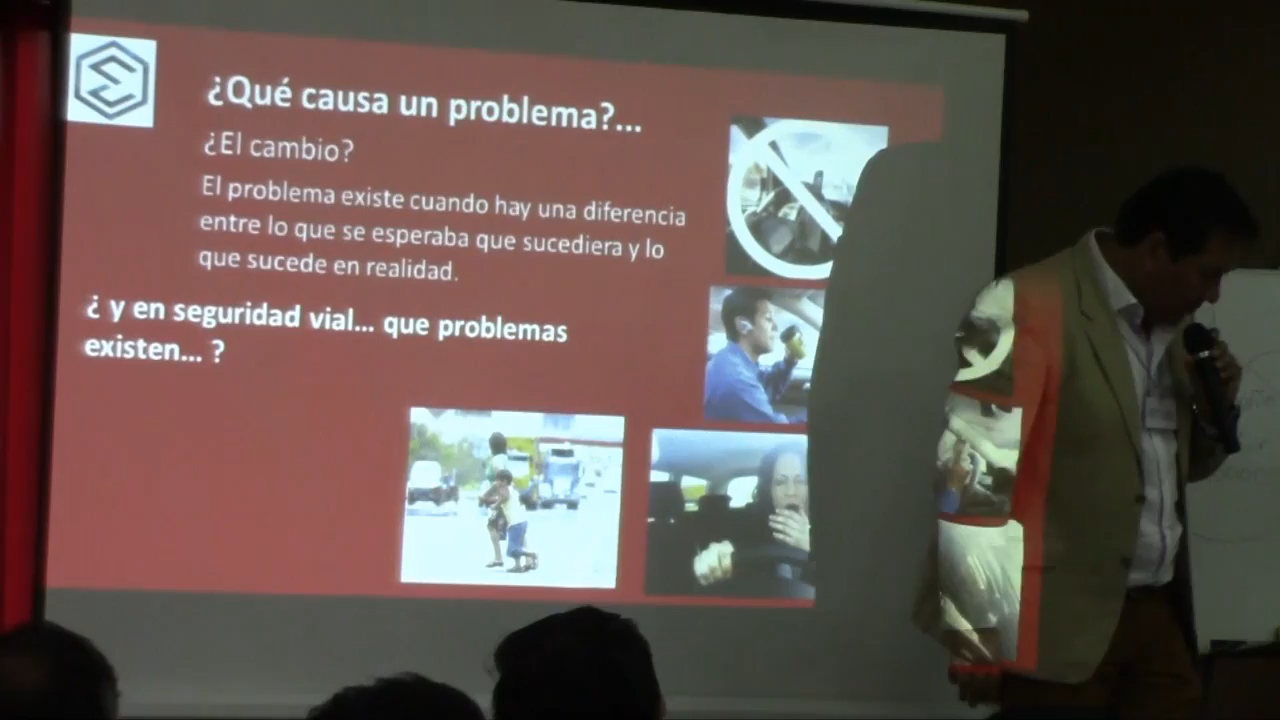 ¿Qué causa un problema?...
¿El cambio?
El problema existe cuando hay una diferencia
entre lo que se esperaba que sucediera y lo
que sucede en realidad.
¿ y en seguridad vial... que problemas
existen... ?